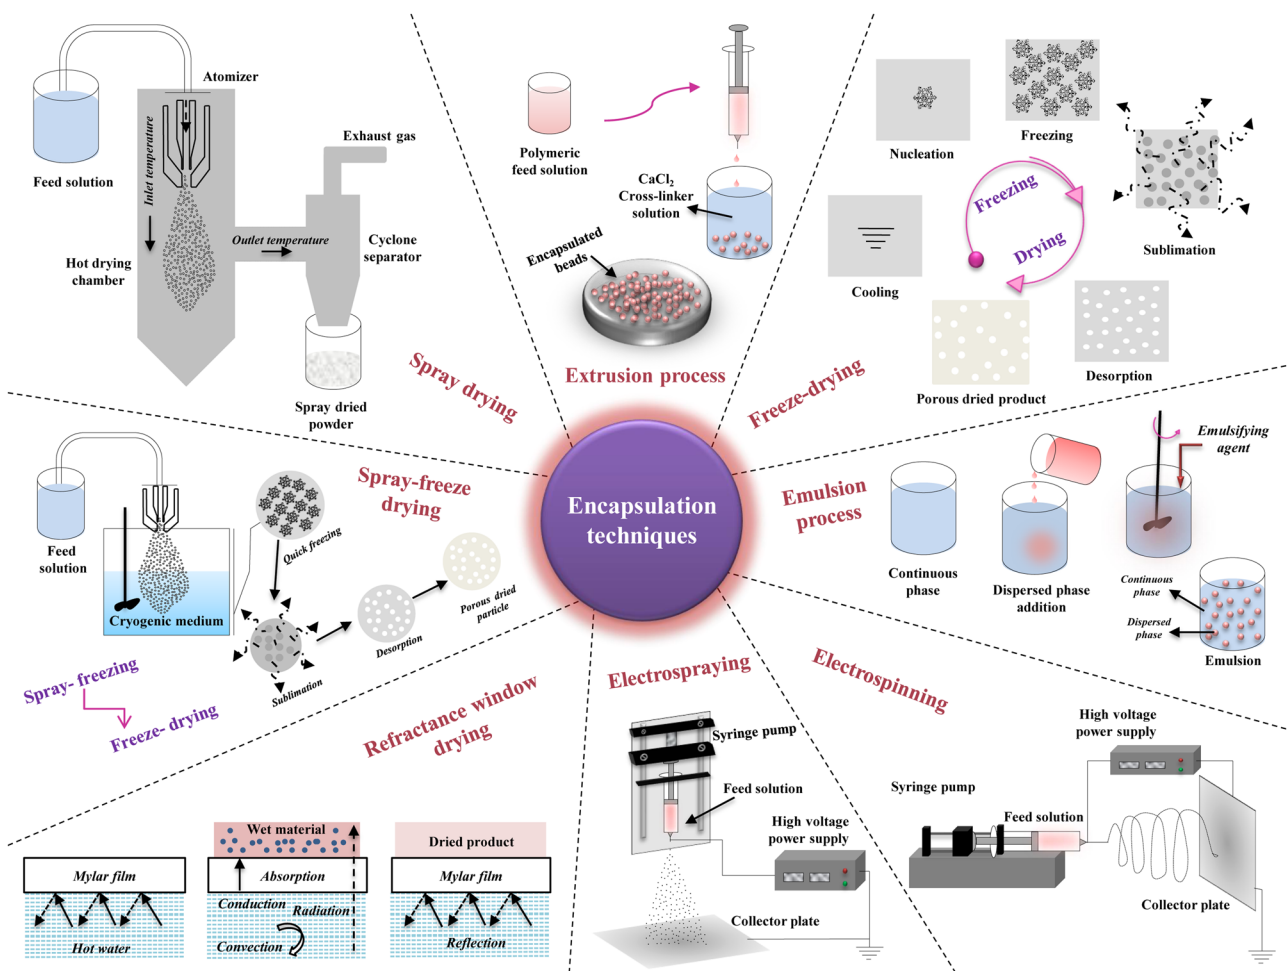 Atomizer
Feed solution
Inlet temperature
Exhaust gas
Hot drying
chamber
Outlet temperature
Cyclone
separator
Spray dried
powder
Spray drying
Polymeric
feed solution
CaCl₂
Cross-linker
solution
Encapsulated
beads
Extrusion process
Nucleation
Freezing
Sublimation
Cooling
Freezing
Drying
Porous dried product
Desorption
Freeze-drying
Encapsulation
techniques
Spray-freeze
drying
Feed
solution
Cryogenic medium
Quick freezing
Sublimation
Desorption
Porous dried
particle
Spray- freezing
Freeze- drying
Emulsion
process
Continuous
phase
Dispersed phase
addition
Emulsifying
agent
Continuous
phase
Dispersed
phase
Emulsion
Refractance window
drying
Mylar film
Hot water
Wet material
Absorption
Conduction
Radiation
Convection
Dried product
Mylar film
Reflection
Electrospraying
Syringe pump
Feed solution
High voltage
power supply
Collector plate
Electrospinning
High voltage
power supply
Syringe pump
Feed solution
Collector plate